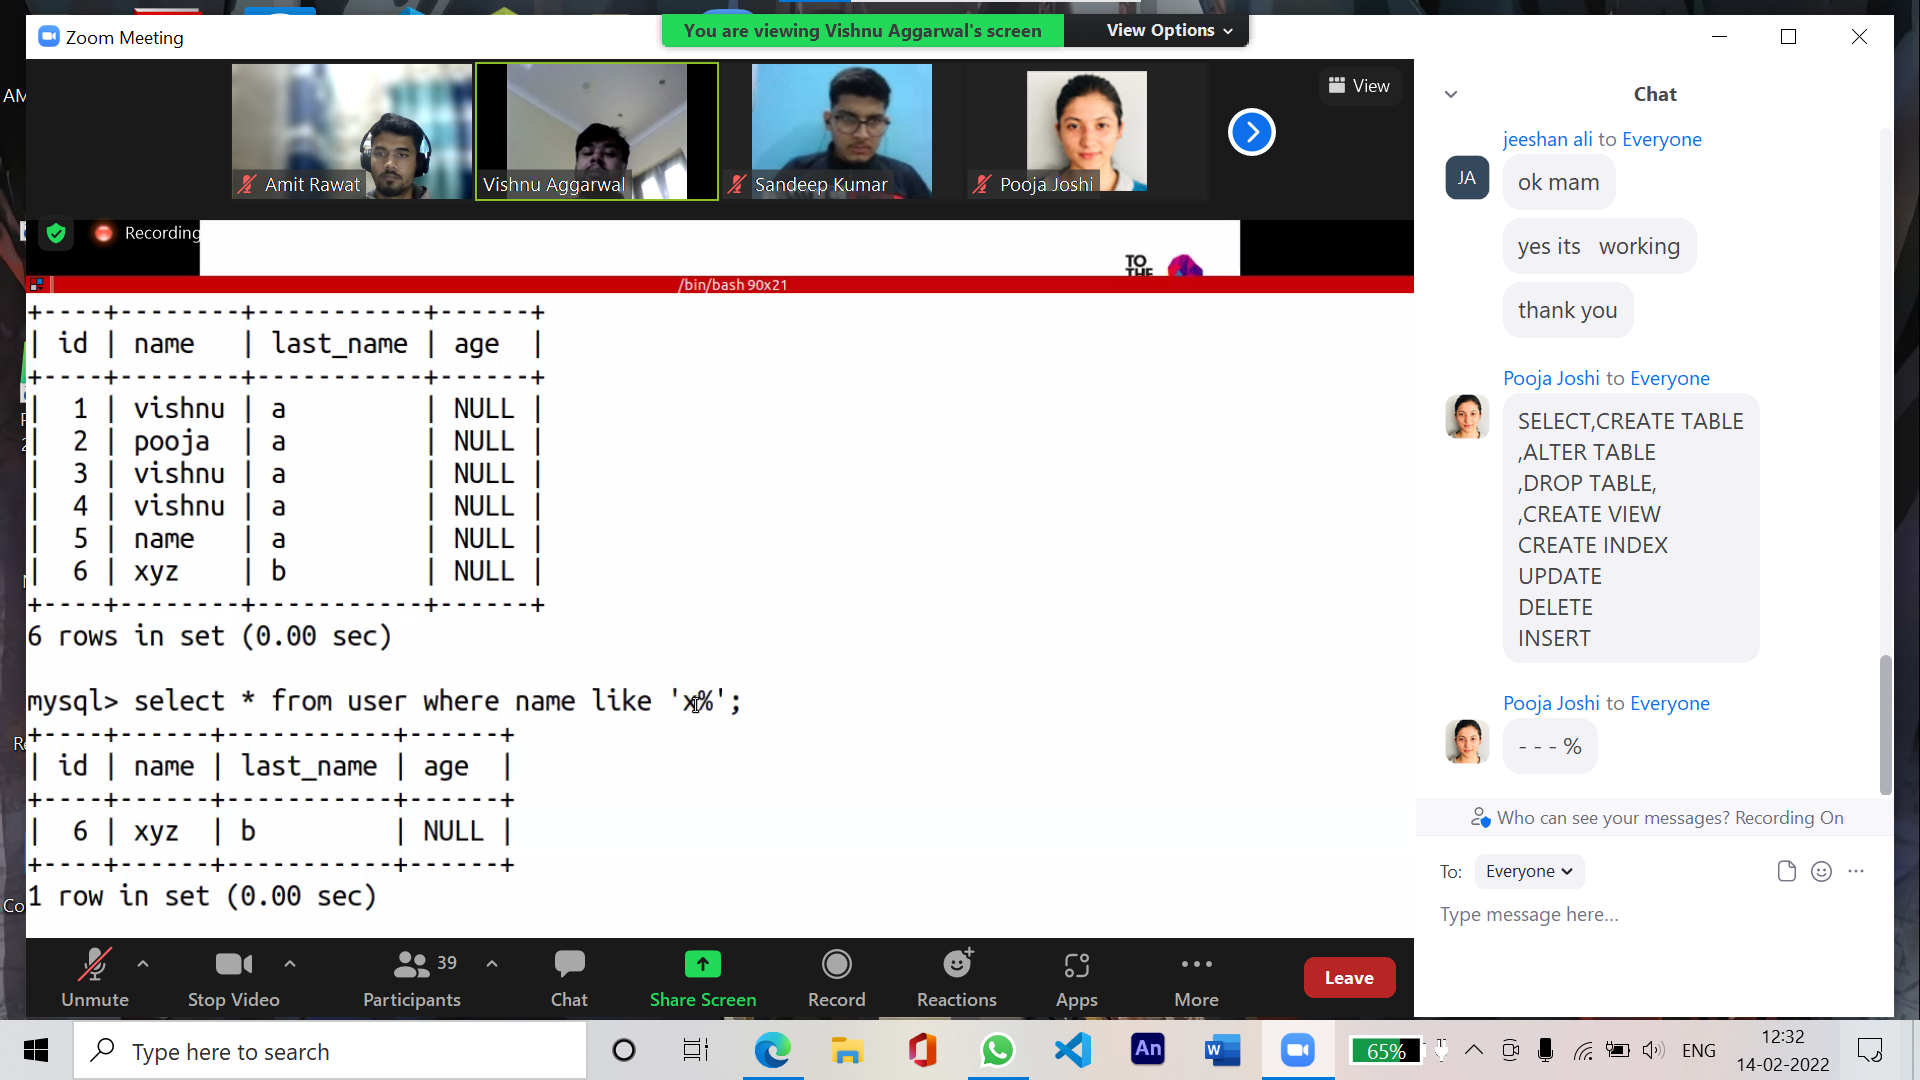 Zoom Meeting
You are viewing Vishnu Aggarwal's screen
View Options
View
Amit Rawat
Vishnu Aggarwal
Sandeep Kumar
Pooja Joshi
Recording
TO
THE
/bin/bash 90x21
+----+--------+-----------+------+
| id | name   | last_name | age  |
+----+--------+-----------+------+
|  1 | vishnu | a         | NULL |
|  2 | pooja  | a         | NULL |
|  3 | vishnu | a         | NULL |
|  4 | vishnu | a         | NULL |
|  5 | name   | a         | NULL |
|  6 | xyz    | b         | NULL |
+----+--------+-----------+------+
6 rows in set (0.00 sec)
mysql> select * from user where name like 'x%';
+----+------+-----------+------+
| id | name | last_name | age  |
+----+------+-----------+------+
|  6 | xyz  | b         | NULL |
+----+------+-----------+------+
1 row in set (0.00 sec)
Unmute
Stop Video
39
Participants
Chat
Share Screen
Record
Reactions
Apps
More
Leave
Chat
jeeshan ali to Everyone
JA
ok mam
yes its working
thank you
Pooja Joshi to Everyone
SELECT,CREATE TABLE
,ALTER TABLE
,DROP TABLE,
,CREATE VIEW
CREATE INDEX
UPDATE
DELETE
INSERT
Pooja Joshi to Everyone
- - - %
Who can see your messages? Recording On
To: Everyone
Type message here...
AM
Co
Type here to search
An
W
65%
ENG
12:32
14-02-2022